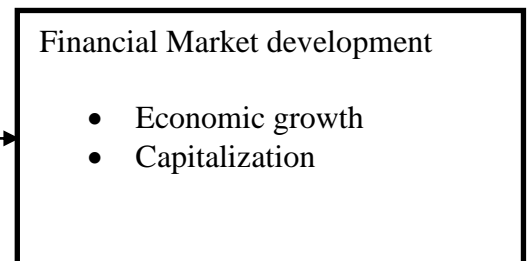 Financial Market development
• Economic growth
• Capitalization